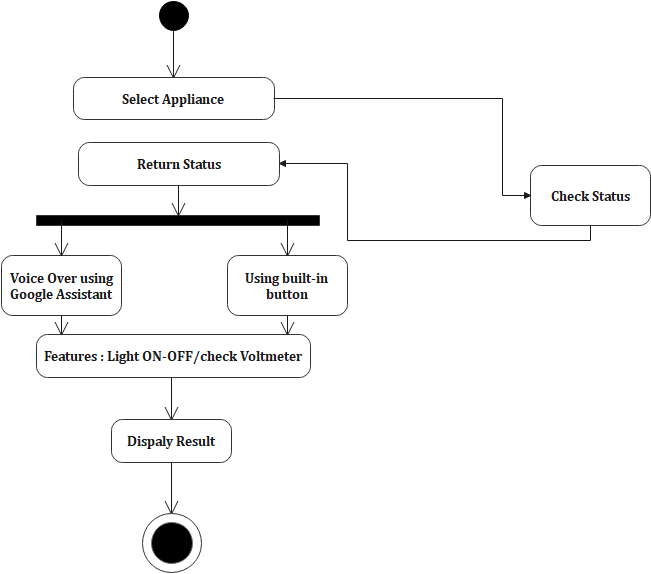 Select Appliance
Return Status
Check Status
Voice Over using
Google Assistant
Using built-in
button
Features : Light ON-OFF/check Voltmeter
Dispaly Result